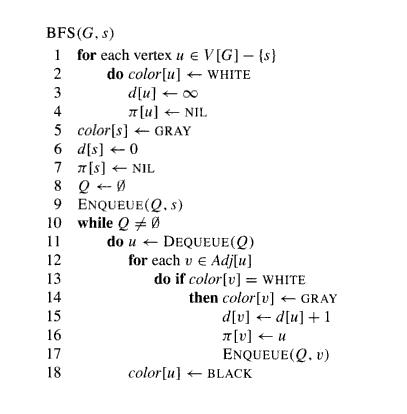 BFS(G, s)
1 for each vertex u ∈ V[G] − {s}
2 do color[u] ← WHITE
3 d[u] ← ∞
4 π[u] ← NIL
5 color[s] ← GRAY
6 d[s] ← 0
7 π[s] ← NIL
8 Q ← ∅
9 ENQUEUE(Q, s)
10 while Q ≠ ∅
11 do u ← DEQUEUE(Q)
12 for each v ∈ Adj[u]
13 do if color[v] = WHITE
14 then color[v] ← GRAY
15 d[v] ← d[u] + 1
16 π[v] ← u
17 ENQUEUE(Q, v)
18 color[u] ← BLACK